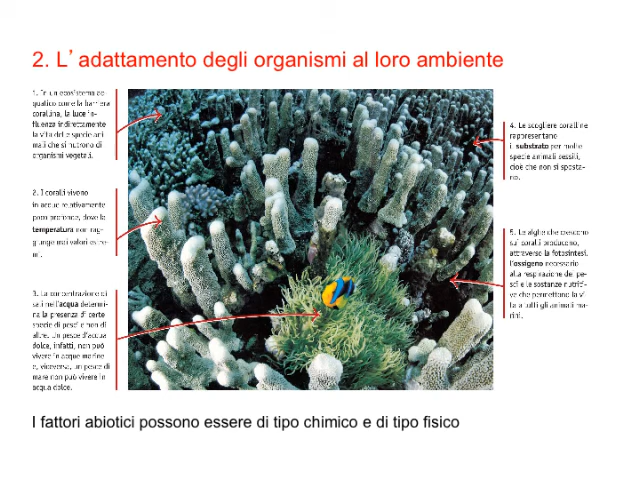 2. L’adattamento degli organismi al loro ambiente
1. In un ecosistema ac-
quatico come la barriera
corallina, la luce in-
fluenza indirettamente
la vita delle specie ani
mali che si nutrono di
organismi vegetali.
2. I coralli vivono
in acque relativamente
poco profonde, dove la
temperatura non rag-
giunge mai valori estre-
mi.
3. La concentrazione di
sali nell'acqua determi-
na la presenza di certe
specie di pesci e non di
altre. Un pesce d'acqua
dolce, infatti, non può
vivere in acque marine
e, viceversa, un pesce di
mare non può vivere in
acqua dolce.
4. Le scogliere coralline
rappresentano
il substrato per molte
specie animali sessili,
cioè che non si sposta-
no.
5. Le alghe che crescono
sui coralli producono,
attraverso la fotosintesi,
l'ossigeno necessario
alla respirazione dei pe-
sci e le sostanze nutriti-
ve che permettono la vi-
ta a tutti gli animali ma-
rini.
I fattori abiotici possono essere di tipo chimico e di tipo fisico